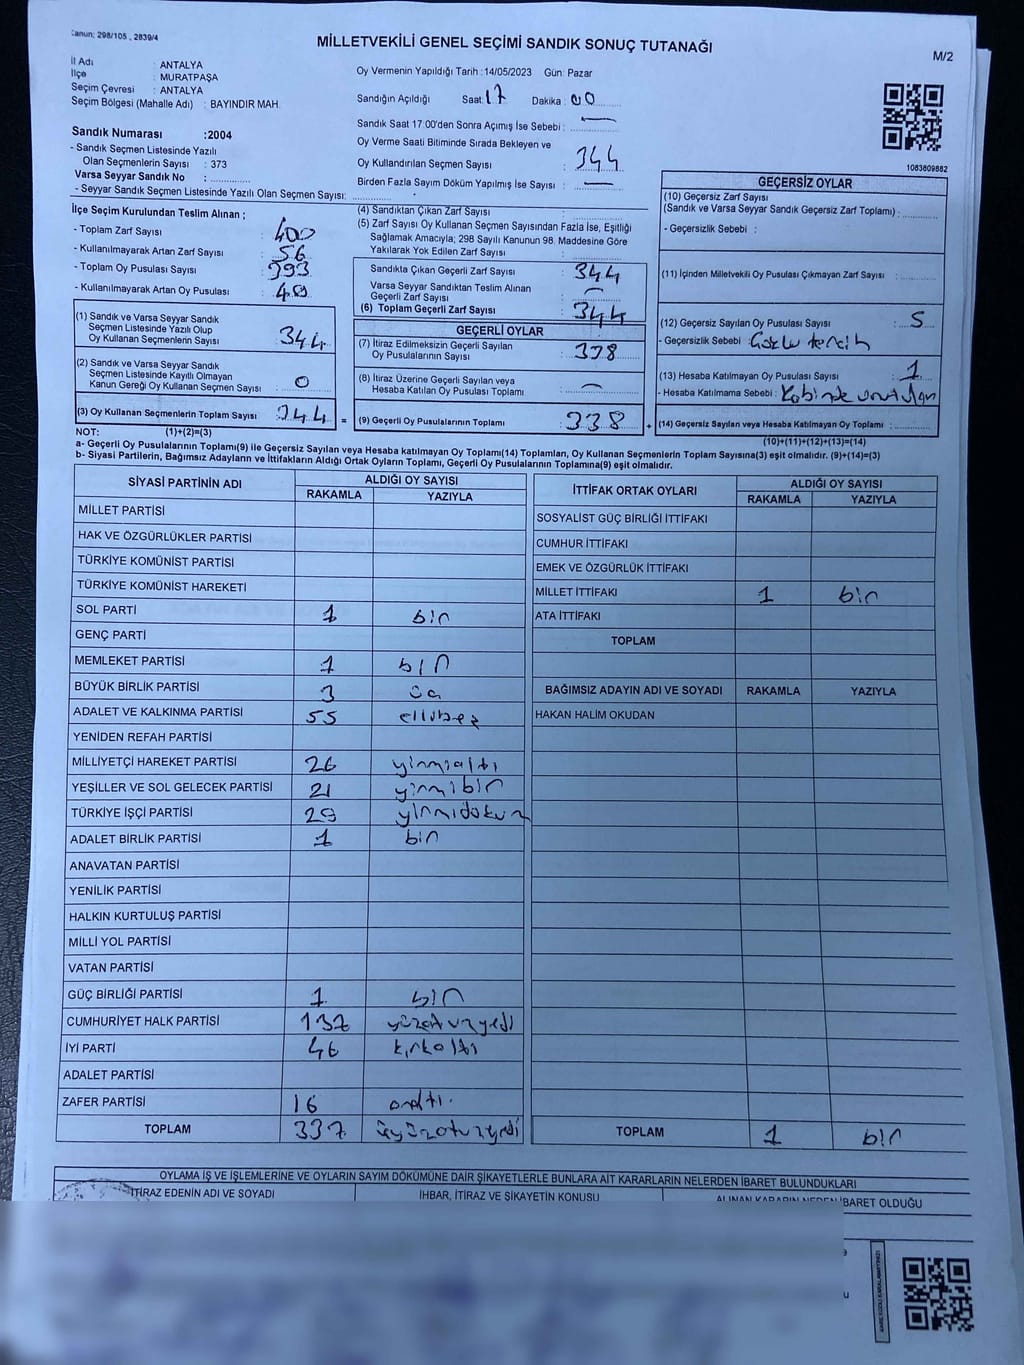 Kanun; 298/105 , 2839/4
MİLLETVEKİLİ GENEL SEÇİMİ SANDIK SONUÇ TUTANAĞI
M/2
İl Adı : ANTALYA
İlçe : MURATPAŞA
Seçim Çevresi : ANTALYA
Seçim Bölgesi (Mahalle Adı) : BAYINDIR MAH.
Oy Vermenin Yapıldığı Tarih : 14/05/2023 Gün: Pazar
Sandığın Açıldığı Saat: 17 Dakika : 00
Sandık Saat 17:00'den Sonra Açımış İse Sebebi : —
Sandık Numarası :2004
- Sandık Seçmen Listesinde Yazılı
Olan Seçmenlerin Sayısı : 373
Varsa Seyyar Sandık No :
- Seyyar Sandık Seçmen Listesinde Yazılı Olan Seçmen Sayısı:
Oy Verme Saati Bitiminde Sırada Bekleyen ve
Oy Kullandırılan Seçmen Sayısı : 344
Birden Fazla Sayım Döküm Yapılmış İse Sayısı : —
1083809882
İlçe Seçim Kurulundan Teslim Alınan ;
- Toplam Zarf Sayısı : 400
- Kullanılmayarak Artan Zarf Sayısı : 56
- Toplam Oy Pusulası Sayısı : 393
- Kullanılmayarak Artan Oy Pusulası : 49
(1) Sandık ve Varsa Seyyar Sandık
Seçmen Listesinde Yazılı Olup
Oy Kullanan Seçmenlerin Sayısı : 344
(2) Sandık ve Varsa Seyyar Sandık
Seçmen Listesinde Kayıtlı Olmayan
Kanun Gereği Oy Kullanan Seçmen Sayısı : 0
(3) Oy Kullanan Seçmenlerin Toplam Sayısı : 344 =
(4) Sandıktan Çıkan Zarf Sayısı :
(5) Zarf Sayısı Oy Kullanan Seçmen Sayısından Fazla İse, Eşitliği
Sağlamak Amacıyla; 298 Sayılı Kanunun 98. Maddesine Göre
Yakılarak Yok Edilen Zarf Sayısı :
Sandıkta Çıkan Geçerli Zarf Sayısı : 344
Varsa Seyyar Sandıktan Teslim Alınan
Geçerli Zarf Sayısı : —
(6) Toplam Geçerli Zarf Sayısı : 344
GEÇERLİ OYLAR
(7) İtiraz Edilmeksizin Geçerli Sayılan
Oy Pusulalarının Sayısı : 338
(8) İtiraz Üzerine Geçerli Sayılan veya
Hesaba Katılan Oy Pusulası Toplamı : —
(9) Geçerli Oy Pusulalarının Toplamı : 338 +
GEÇERSİZ OYLAR
(10) Geçersiz Zarf Sayısı
(Sandık ve Varsa Seyyar Sandık Geçersiz Zarf Toplamı) :
- Geçersizlik Sebebi :
(11) İçinden Milletvekili Oy Pusulası Çıkmayan Zarf Sayısı :
(12) Geçersiz Sayılan Oy Pusulası Sayısı : 5
- Geçersizlik Sebebi : Çoklu tercih
(13) Hesaba Katılmayan Oy Pusulası Sayısı : 1
- Hesaba Katılmama Sebebi : Kabinde unutulan
(14) Geçersiz Sayılan veya Hesaba Katılmayan Oy Toplamı :
NOT: (1)+(2)=(3)
(10)+(11)+(12)+(13)=(14)
a- Geçerli Oy Pusulalarının Toplamı(9) ile Geçersiz Sayılan veya Hesaba katılmayan Oy Toplamı(14) Toplamları, Oy Kullanan Seçmenlerin Toplam Sayısına(3) eşit olmalıdır. (9)+(14)=(3)
b- Siyasi Partilerin, Bağımsız Adayların ve İttifakların Aldığı Ortak Oyların Toplamı, Geçerli Oy Pusulalarının Toplamına(9) eşit olmalıdır.
SİYASİ PARTİNİN ADI ALDIĞI OY SAYISI
RAKAMLA YAZIYLA
MİLLET PARTİSİ
HAK VE ÖZGÜRLÜKLER PARTİSİ
TÜRKİYE KOMÜNİST PARTİSİ
TÜRKİYE KOMÜNİST HAREKETİ
SOL PARTİ 1 bir
GENÇ PARTİ
MEMLEKET PARTİSİ 1 bir
BÜYÜK BİRLİK PARTİSİ 3 üç
ADALET VE KALKINMA PARTİSİ 55 ellibeş
YENİDEN REFAH PARTİSİ
MİLLİYETÇİ HAREKET PARTİSİ 26 yirmialtı
YEŞİLLER VE SOL GELECEK PARTİSİ 21 yirmibir
TÜRKİYE İŞÇİ PARTİSİ 29 yirmidokuz
ADALET BİRLİK PARTİSİ 1 bir
ANAVATAN PARTİSİ
YENİLİK PARTİSİ
HALKIN KURTULUŞ PARTİSİ
MİLLİ YOL PARTİSİ
VATAN PARTİSİ
GÜÇ BİRLİĞİ PARTİSİ 1 bir
CUMHURİYET HALK PARTİSİ 137 yüzotuzyedi
İYİ PARTİ 46 kırkaltı
ADALET PARTİSİ
ZAFER PARTİSİ 16 onaltı.
TOPLAM 337 üçyüzotuzyedi
İTTİFAK ORTAK OYLARI ALDIĞI OY SAYISI
RAKAMLA YAZIYLA
SOSYALİST GÜÇ BİRLİĞİ İTTİFAKI
CUMHUR İTTİFAKI
EMEK VE ÖZGÜRLÜK İTTİFAKI
MİLLET İTTİFAKI 1 bir
ATA İTTİFAKI
TOPLAM
BAĞIMSIZ ADAYIN ADI VE SOYADI RAKAMLA YAZIYLA
HAKAN HALİM OKUDAN
TOPLAM 1 bir
OYLAMA İŞ VE İŞLEMLERİNE VE OYLARIN SAYIM DÖKÜMÜNE DAİR ŞİKAYETLERLE BUNLARA AİT KARARLARIN NELERDEN İBARET BULUNDUKLARI
İTİRAZ EDENİN ADI VE SOYADI İHBAR, İTİRAZ VE ŞİKAYETİN KONUSU ALINAN KARARIN NEDEN İBARET OLDUĞU